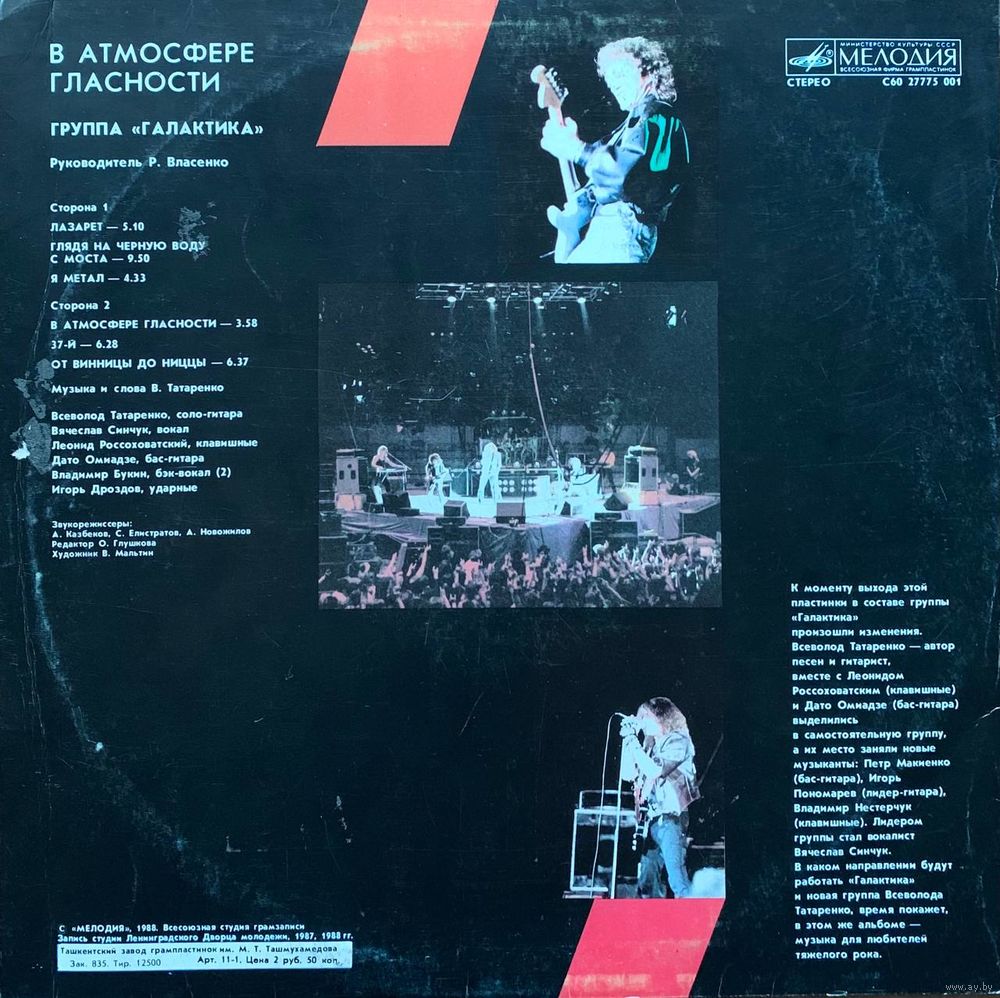 В АТМОСФЕРЕ
ГЛАСНОСТИ
ГРУППА «ГАЛАКТИКА»
Руководитель Р. Власенко
Сторона 1
ЛАЗАРЕТ — 5.10
ГЛЯДЯ НА ЧЕРНУЮ ВОДУ
С МОСТА — 9.50
Я МЕТАЛ — 4.33
Сторона 2
В АТМОСФЕРЕ ГЛАСНОСТИ — 3.58
37-Й — 6.28
ОТ ВИННИЦЫ ДО НИЦЦЫ — 6.37
Музыка и слова В. Татаренко
Всеволод Татаренко, соло-гитара
Вячеслав Синчук, вокал
Леонид Россоховатский, клавишные
Дато Омиадзе, бас-гитара
Владимир Букин, бэк-вокал (2)
Игорь Дроздов, ударные
Звукорежиссеры:
А. Казбеков, С. Елистратов, А. Новожилов
Редактор О. Глушкова
Художник В. Мальтин
МИНИСТЕРСТВО КУЛЬТУРЫ СССР
МЕЛОДИЯ
ВСЕСОЮЗНАЯ ФИРМА ГРАМПЛАСТИНОК
СТЕРЕО С60 27775 001
К моменту выхода этой
пластинки в составе группы
«Галактика»
произошли изменения.
Всеволод Татаренко — автор
песен и гитарист,
вместе с Леонидом
Россоховатским (клавишные)
и Дато Омиадзе (бас-гитара)
выделились
в самостоятельную группу,
а их место заняли новые
музыканты: Петр Макиенко
(бас-гитара), Игорь
Пономарев (лидер-гитара),
Владимир Нестерчук
(клавишные). Лидером
группы стал вокалист
Вячеслав Синчук.
В каком направлении будут
работать «Галактика»
и новая группа Всеволода
Татаренко, время покажет,
в этом же альбоме —
музыка для любителей
тяжелого рока.
С «МЕЛОДИЯ», 1988. Всесоюзная студия грамзаписи
Запись студии Ленинградского Дворца молодежи, 1987, 1988 гг.
Ташкентский завод грампластинок им. М. Т. Ташмухамедова
Зак. 835. Тир. 12500 Арт. 11-1. Цена 2 руб. 50 коп.
www.ay.by